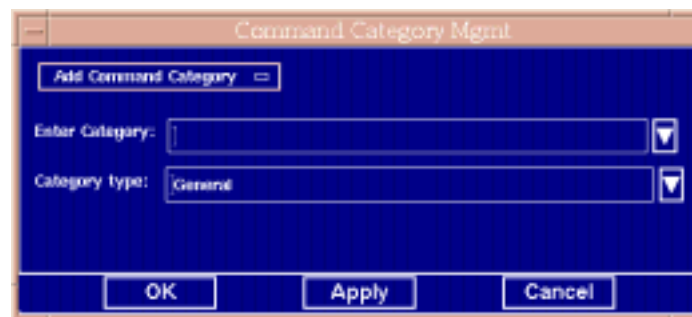 Command Category Mgmt
Add Command Category
Enter Category:
Category type: General
OK Apply Cancel